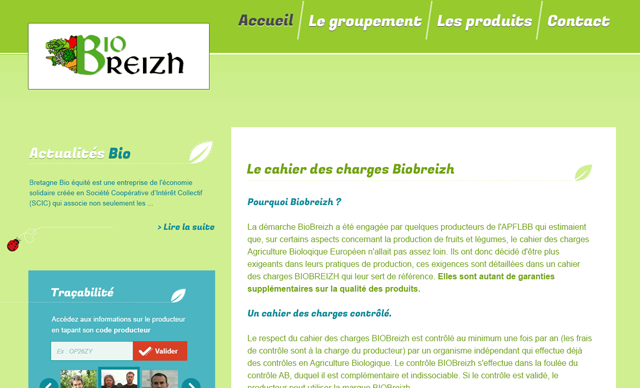 Accueil
Le groupement
Les produits
Contact
BIO
BREIZH
Actualités Bio
Bretagne Bio équité est une entreprise de l'économie
solidaire créée en Société Coopérative d'Intérêt Collectif
(SCIC) qui associe non seulement les ...
> Lire la suite
Traçabilité
Accédez aux informations sur le producteur
en tapant son code producteur
Ex : OP26ZY
Valider
Le cahier des charges Biobreizh
Pourquoi Biobreizh ?
La démarche BioBreizh a été engagée par quelques producteurs de l'APFLBB qui estimaient
que, sur certains aspects concernant la production de fruits et légumes, le cahier des charges
Agriculture Biologique Européen n'allait pas assez loin. Ils ont donc décidé d'être plus
exigeants dans leurs pratiques de production, ces exigences sont détaillées dans un cahier
des charges BIOBREIZH qui leur sert de référence. Elles sont autant de garanties
supplémentaires sur la qualité des produits.
Un cahier des charges contrôlé.
Le respect du cahier des charges BIOBreizh est contrôlé au minimum une fois par an (les frais
de contrôle sont à la charge du producteur) par un organisme indépendant qui effectue déjà
des contrôles en Agriculture Biologique. Le contrôle BIOBreizh s'effectue dans la foulée du
contrôle AB, duquel il est complémentaire et indissociable. Si le contrôle est validé, le
producteur peut utiliser la marque BIOBreizh.